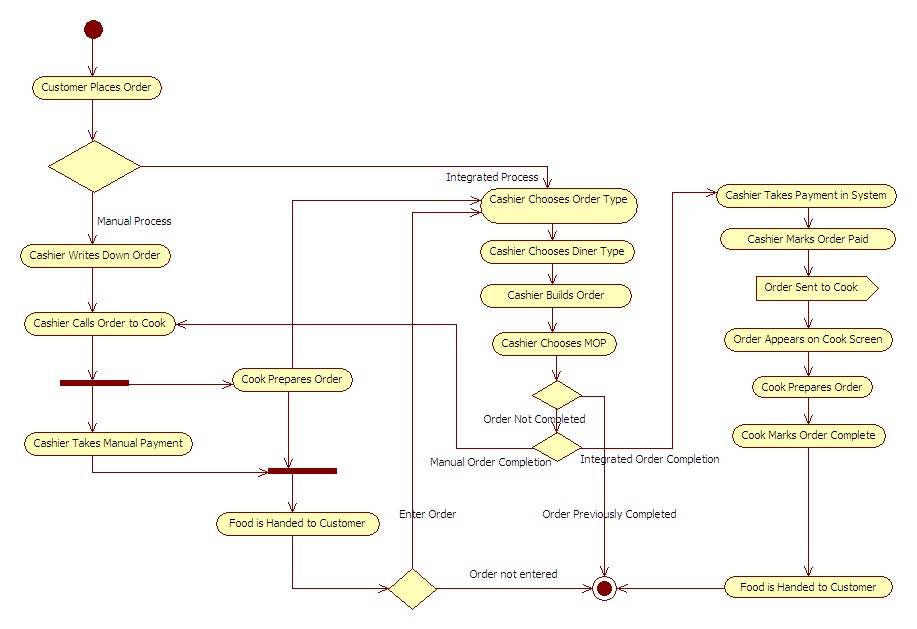 Customer Places Order
Integrated Process
Manual Process
Cashier Writes Down Order
Cashier Calls Order to Cook
Cook Prepares Order
Cashier Takes Manual Payment
Food is Handed to Customer
Enter Order
Order not entered
Cashier Chooses Order Type
Cashier Chooses Diner Type
Cashier Builds Order
Cashier Chooses MOP
Order Not Completed
Manual Order Completion
Integrated Order Completion
Order Previously Completed
Cashier Takes Payment in System
Cashier Marks Order Paid
Order Sent to Cook
Order Appears on Cook Screen
Cook Prepares Order
Cook Marks Order Complete
Food is Handed to Customer